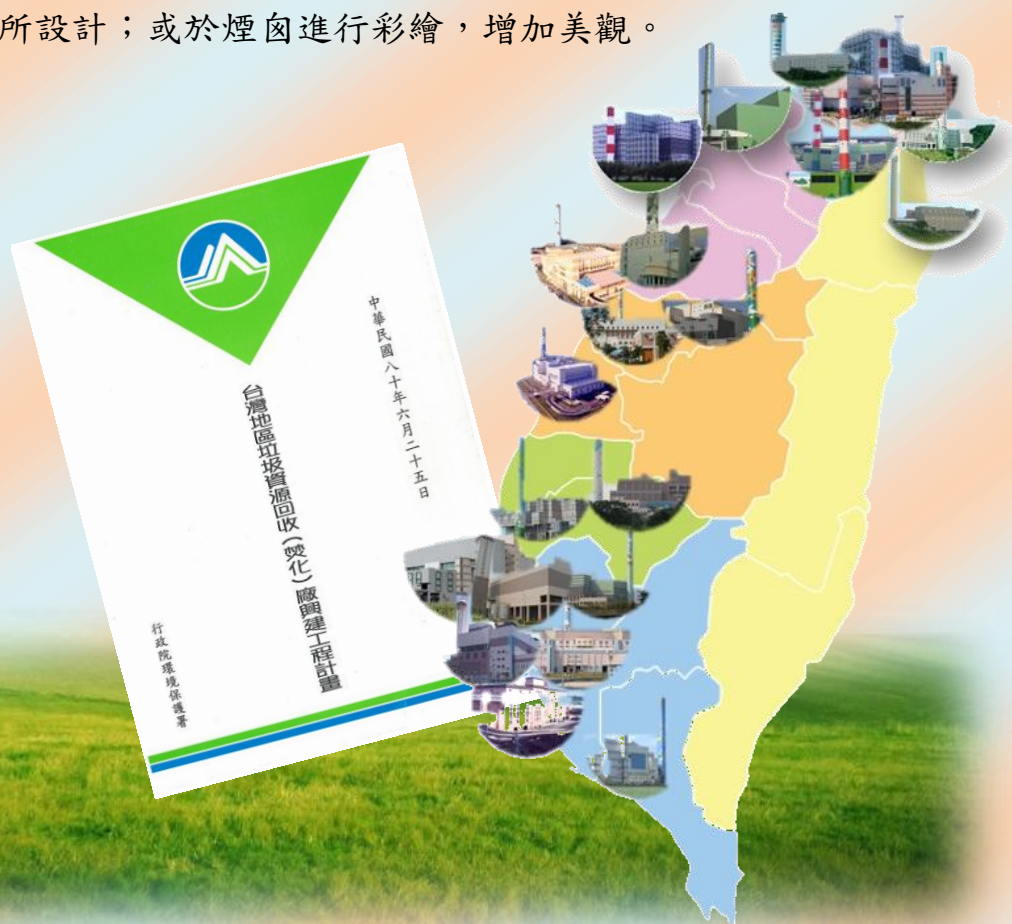 所設計；或於煙囪進行彩繪，增加美觀。
中華民國八十年六月二十五日
台灣地區垃圾資源回收(焚化)廠興建工程計畫
行政院環境保護署